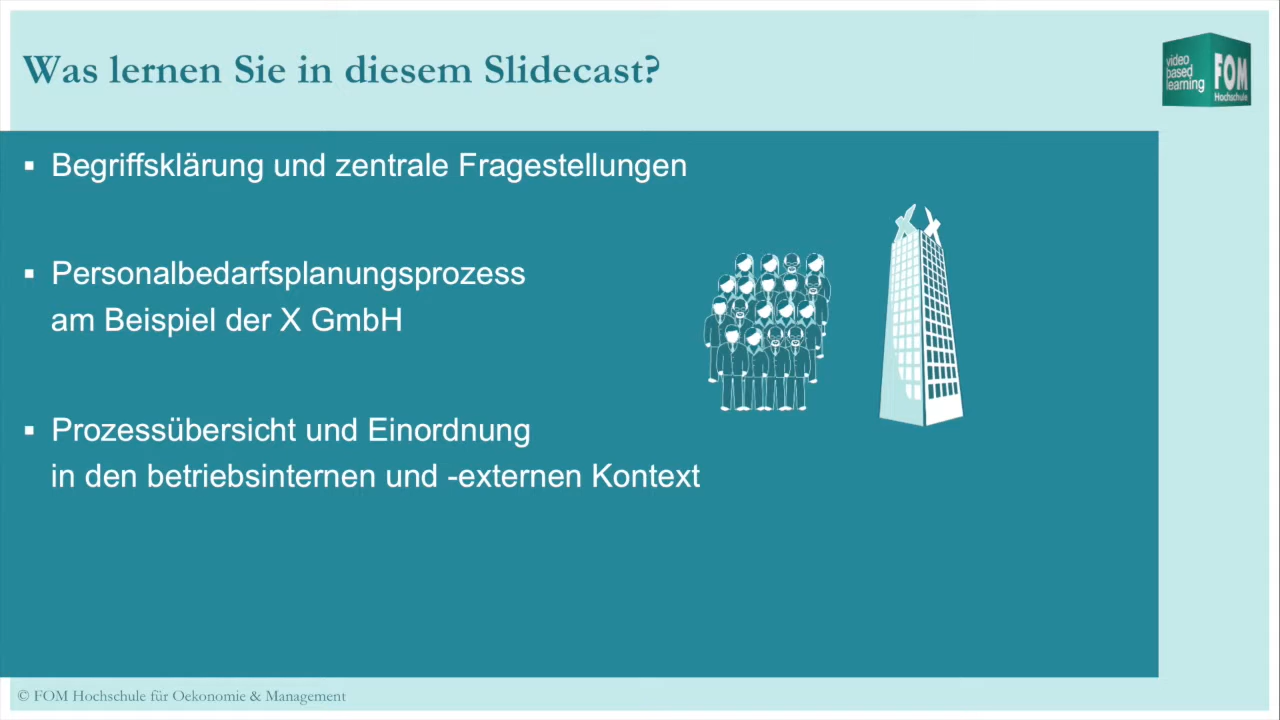 Was lernen Sie in diesem Slidecast?
video
based
learning
FOM
Hochschule
▪ Begriffsklärung und zentrale Fragestellungen
▪ Personalbedarfsplanungsprozess
am Beispiel der X GmbH
▪ Prozessübersicht und Einordnung
in den betriebsinternen und -externen Kontext
© FOM Hochschule für Oekonomie & Management